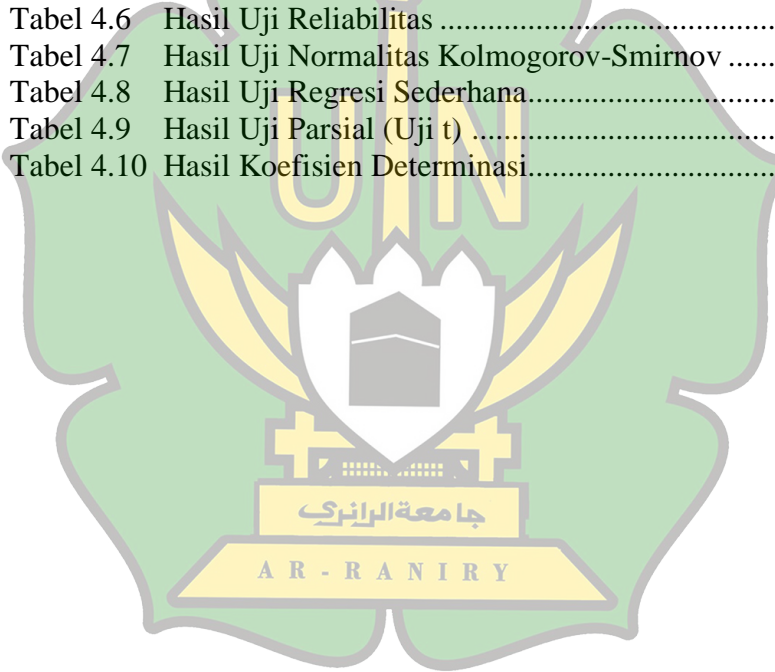 Tabel 4.6 Hasil Uji Reliabilitas ....................................
Tabel 4.7 Hasil Uji Normalitas Kolmogorov-Smirnov ......
Tabel 4.8 Hasil Uji Regresi Sederhana...........................
Tabel 4.9 Hasil Uji Parsial (Uji t) .................................
Tabel 4.10 Hasil Koefisien Determinasi...........................
UIN
جامعة الرانري
AR-RANIRY